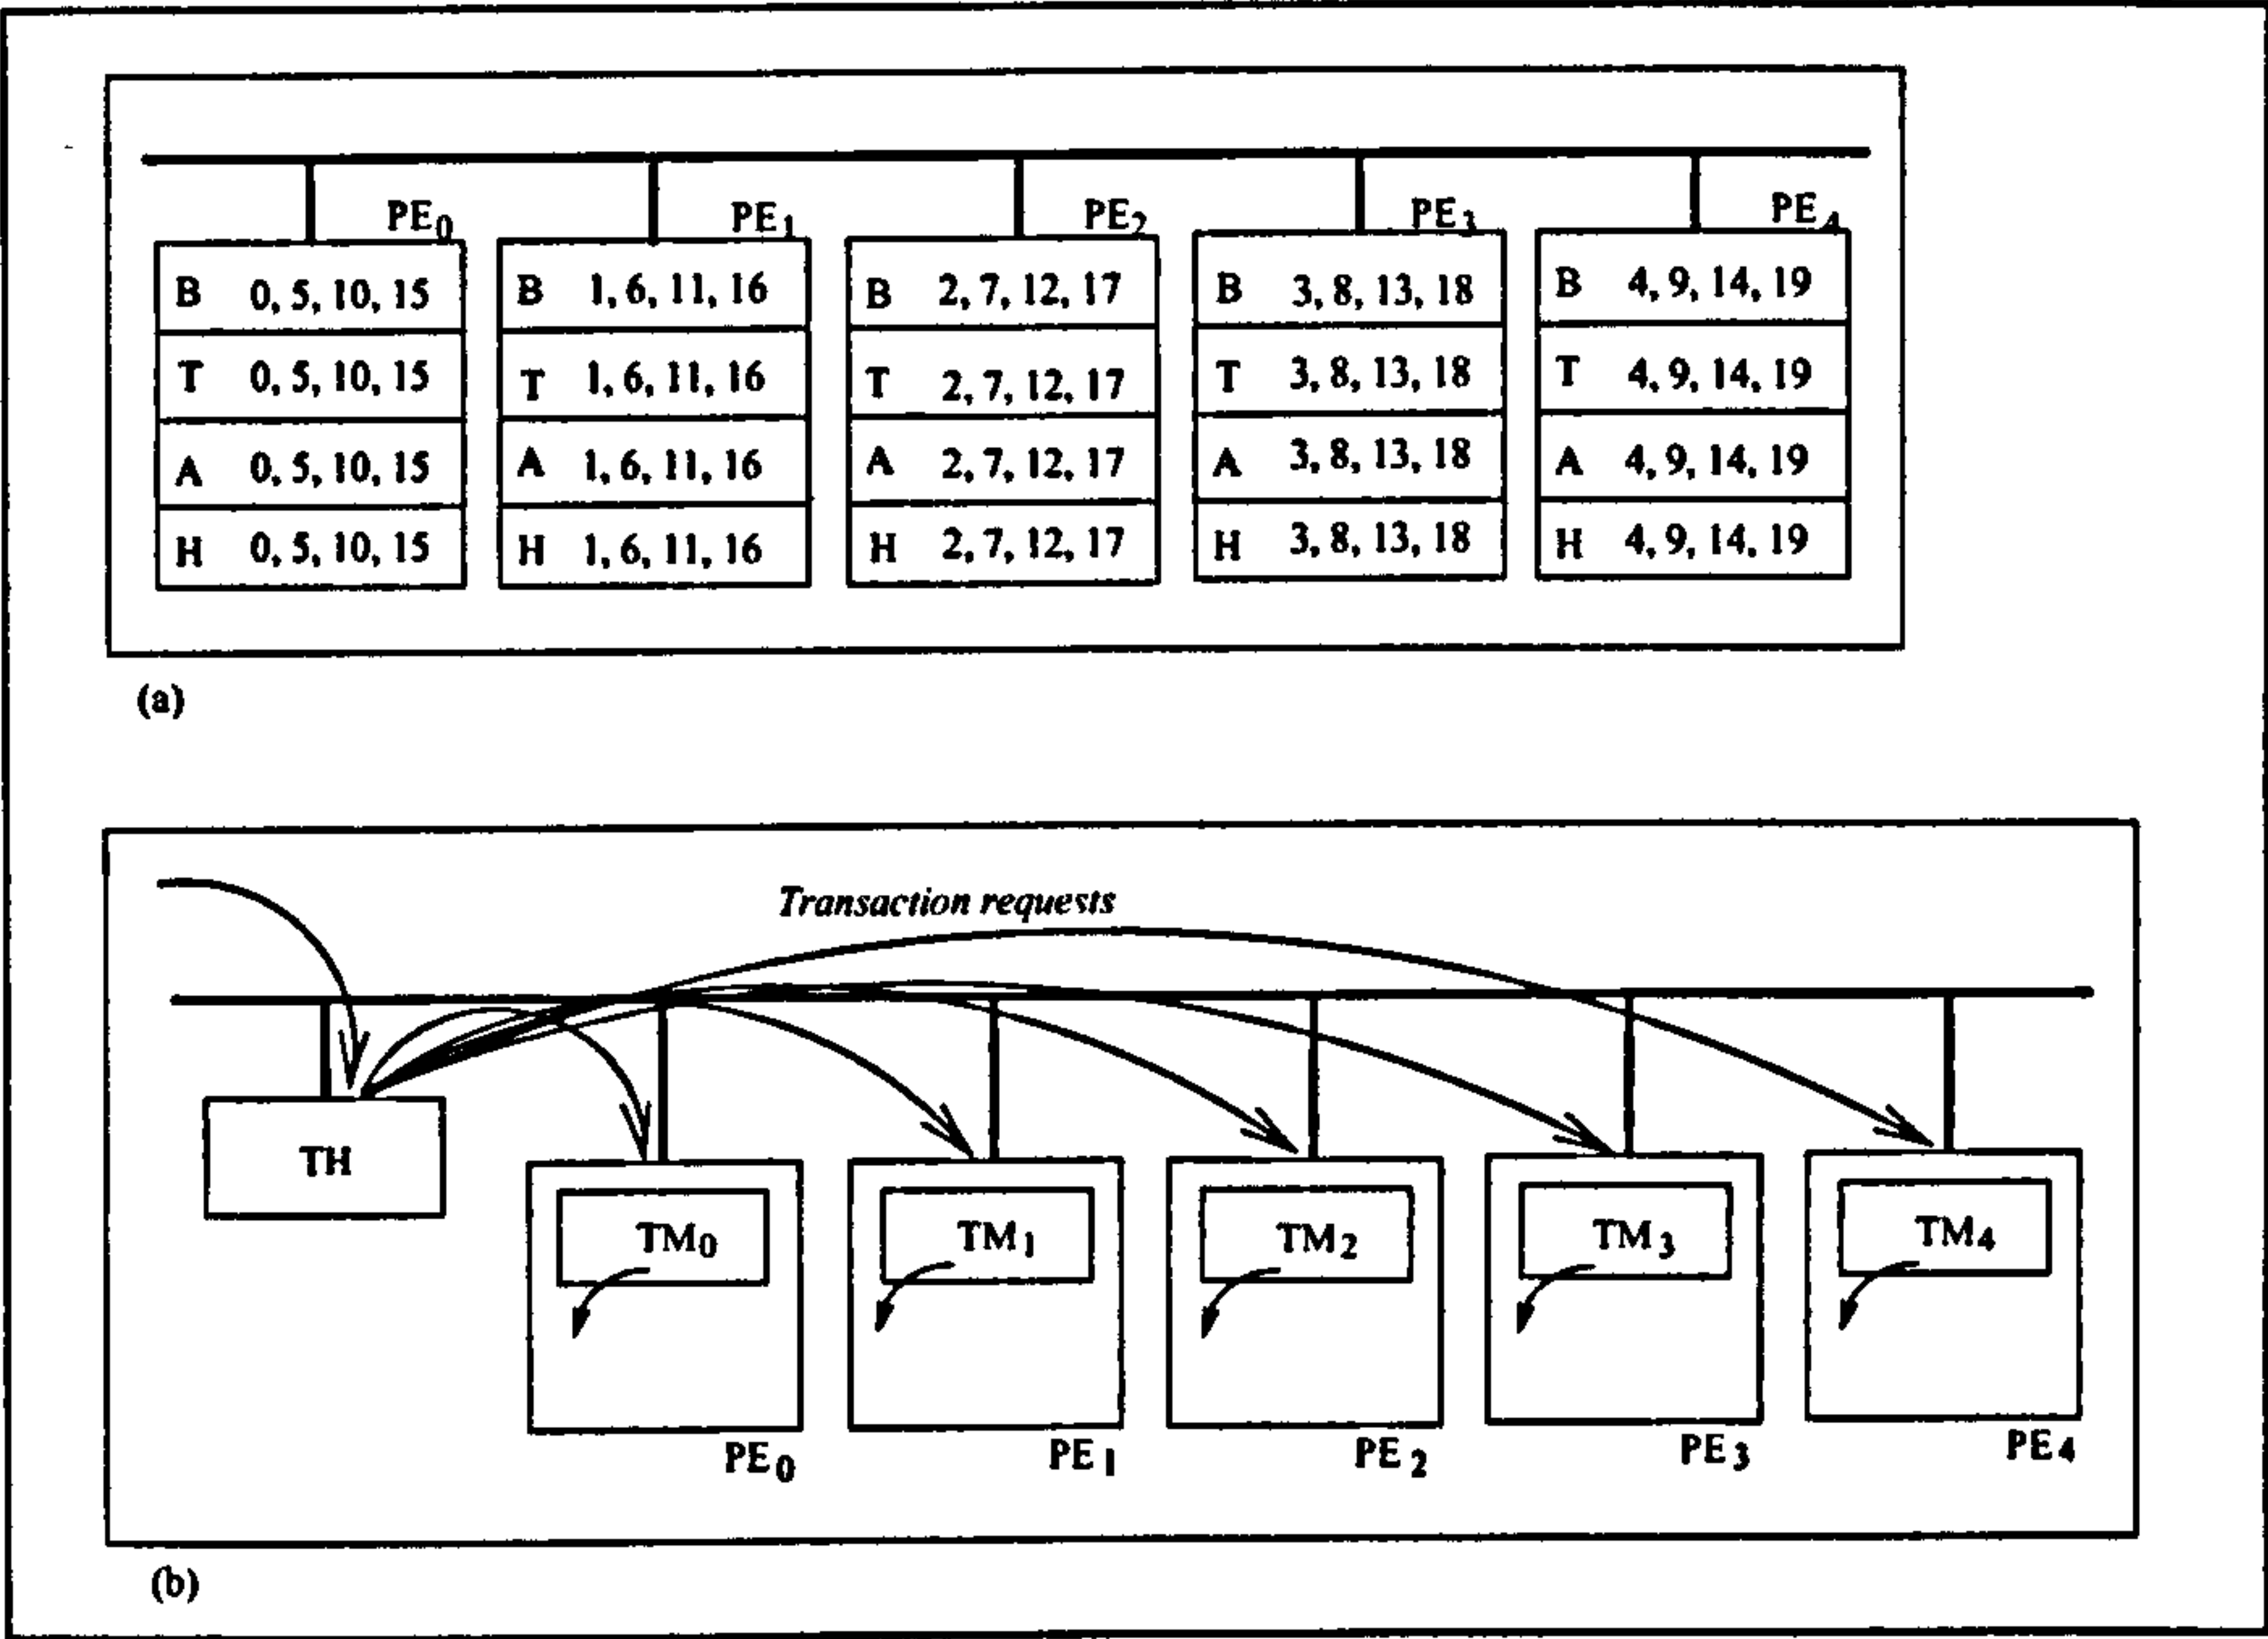 PE0 PE1 PE2 PE3 PE4
B 0, 5, 10, 15 B 1, 6, 11, 16 B 2, 7, 12, 17 B 3, 8, 13, 18 B 4, 9, 14, 19
T 0, 5, 10, 15 T 1, 6, 11, 16 T 2, 7, 12, 17 T 3, 8, 13, 18 T 4, 9, 14, 19
A 0, 5, 10, 15 A 1, 6, 11, 16 A 2, 7, 12, 17 A 3, 8, 13, 18 A 4, 9, 14, 19
H 0, 5, 10, 15 H 1, 6, 11, 16 H 2, 7, 12, 17 H 3, 8, 13, 18 H 4, 9, 14, 19
(a)
Transaction requests
TH
TM0 TM1 TM2 TM3 TM4
PE0 PE1 PE2 PE3 PE4
(b)